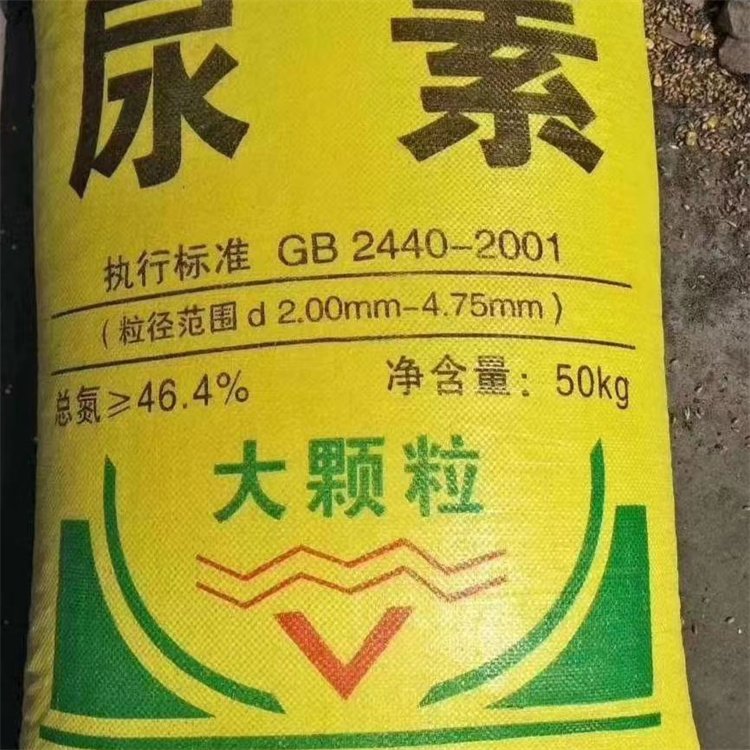 尿素
执行标准 GB 2440-2001
(粒径范围 d 2.00mm-4.75mm)
总氮≥46.4% 净含量: 50kg
大颗粒